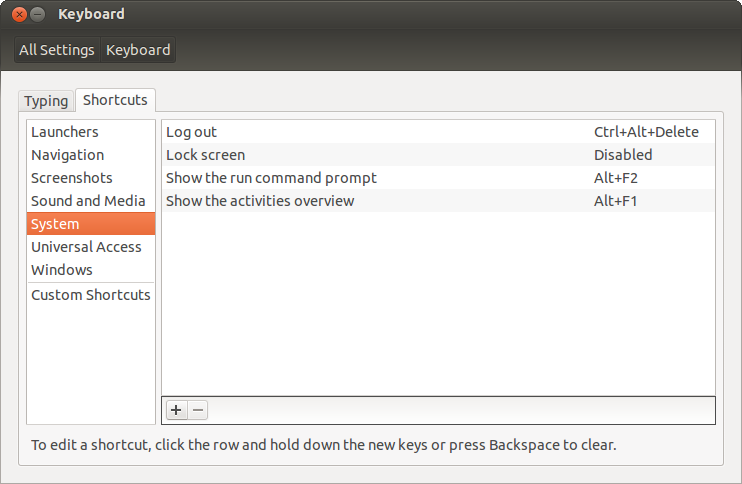 Keyboard
All Settings Keyboard
Typing Shortcuts
Launchers
Navigation
Screenshots
Sound and Media
System
Universal Access
Windows
Custom Shortcuts
Log out Ctrl+Alt+Delete
Lock screen Disabled
Show the run command prompt Alt+F2
Show the activities overview Alt+F1
To edit a shortcut, click the row and hold down the new keys or press Backspace to clear.